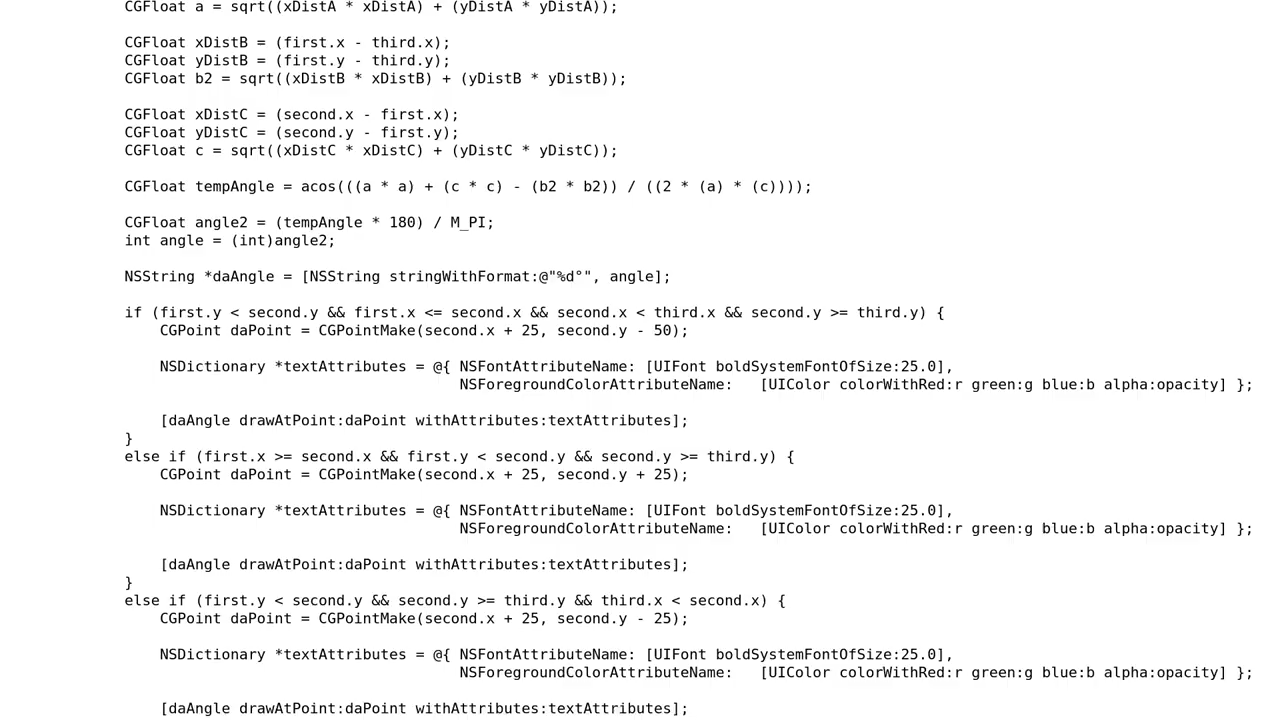 CGFloat a = sqrt((xDistA * xDistA) + (yDistA * yDistA));
CGFloat xDistB = (first.x - third.x);
CGFloat yDistB = (first.y - third.y);
CGFloat b2 = sqrt((xDistB * xDistB) + (yDistB * yDistB));
CGFloat xDistC = (second.x - first.x);
CGFloat yDistC = (second.y - first.y);
CGFloat c = sqrt((xDistC * xDistC) + (yDistC * yDistC));
CGFloat tempAngle = acos(((a * a) + (c * c) - (b2 * b2)) / ((2 * (a) * (c))));
CGFloat angle2 = (tempAngle * 180) / M_PI;
int angle = (int)angle2;
NSString *daAngle = [NSString stringWithFormat:@"%d°", angle];
if (first.y < second.y && first.x <= second.x && second.x < third.x && second.y >= third.y) {
CGPoint daPoint = CGPointMake(second.x + 25, second.y - 50);
NSDictionary *textAttributes = @{ NSFontAttributeName: [UIFont boldSystemFontOfSize:25.0],
NSForegroundColorAttributeName:   [UIColor colorWithRed:r green:g blue:b alpha:opacity] };
[daAngle drawAtPoint:daPoint withAttributes:textAttributes];
}
else if (first.x >= second.x && first.y < second.y && second.y >= third.y) {
CGPoint daPoint = CGPointMake(second.x + 25, second.y + 25);
NSDictionary *textAttributes = @{ NSFontAttributeName: [UIFont boldSystemFontOfSize:25.0],
NSForegroundColorAttributeName:   [UIColor colorWithRed:r green:g blue:b alpha:opacity] };
[daAngle drawAtPoint:daPoint withAttributes:textAttributes];
}
else if (first.y < second.y && second.y >= third.y && third.x < second.x) {
CGPoint daPoint = CGPointMake(second.x + 25, second.y - 25);
NSDictionary *textAttributes = @{ NSFontAttributeName: [UIFont boldSystemFontOfSize:25.0],
NSForegroundColorAttributeName:   [UIColor colorWithRed:r green:g blue:b alpha:opacity] };
[daAngle drawAtPoint:daPoint withAttributes:textAttributes];